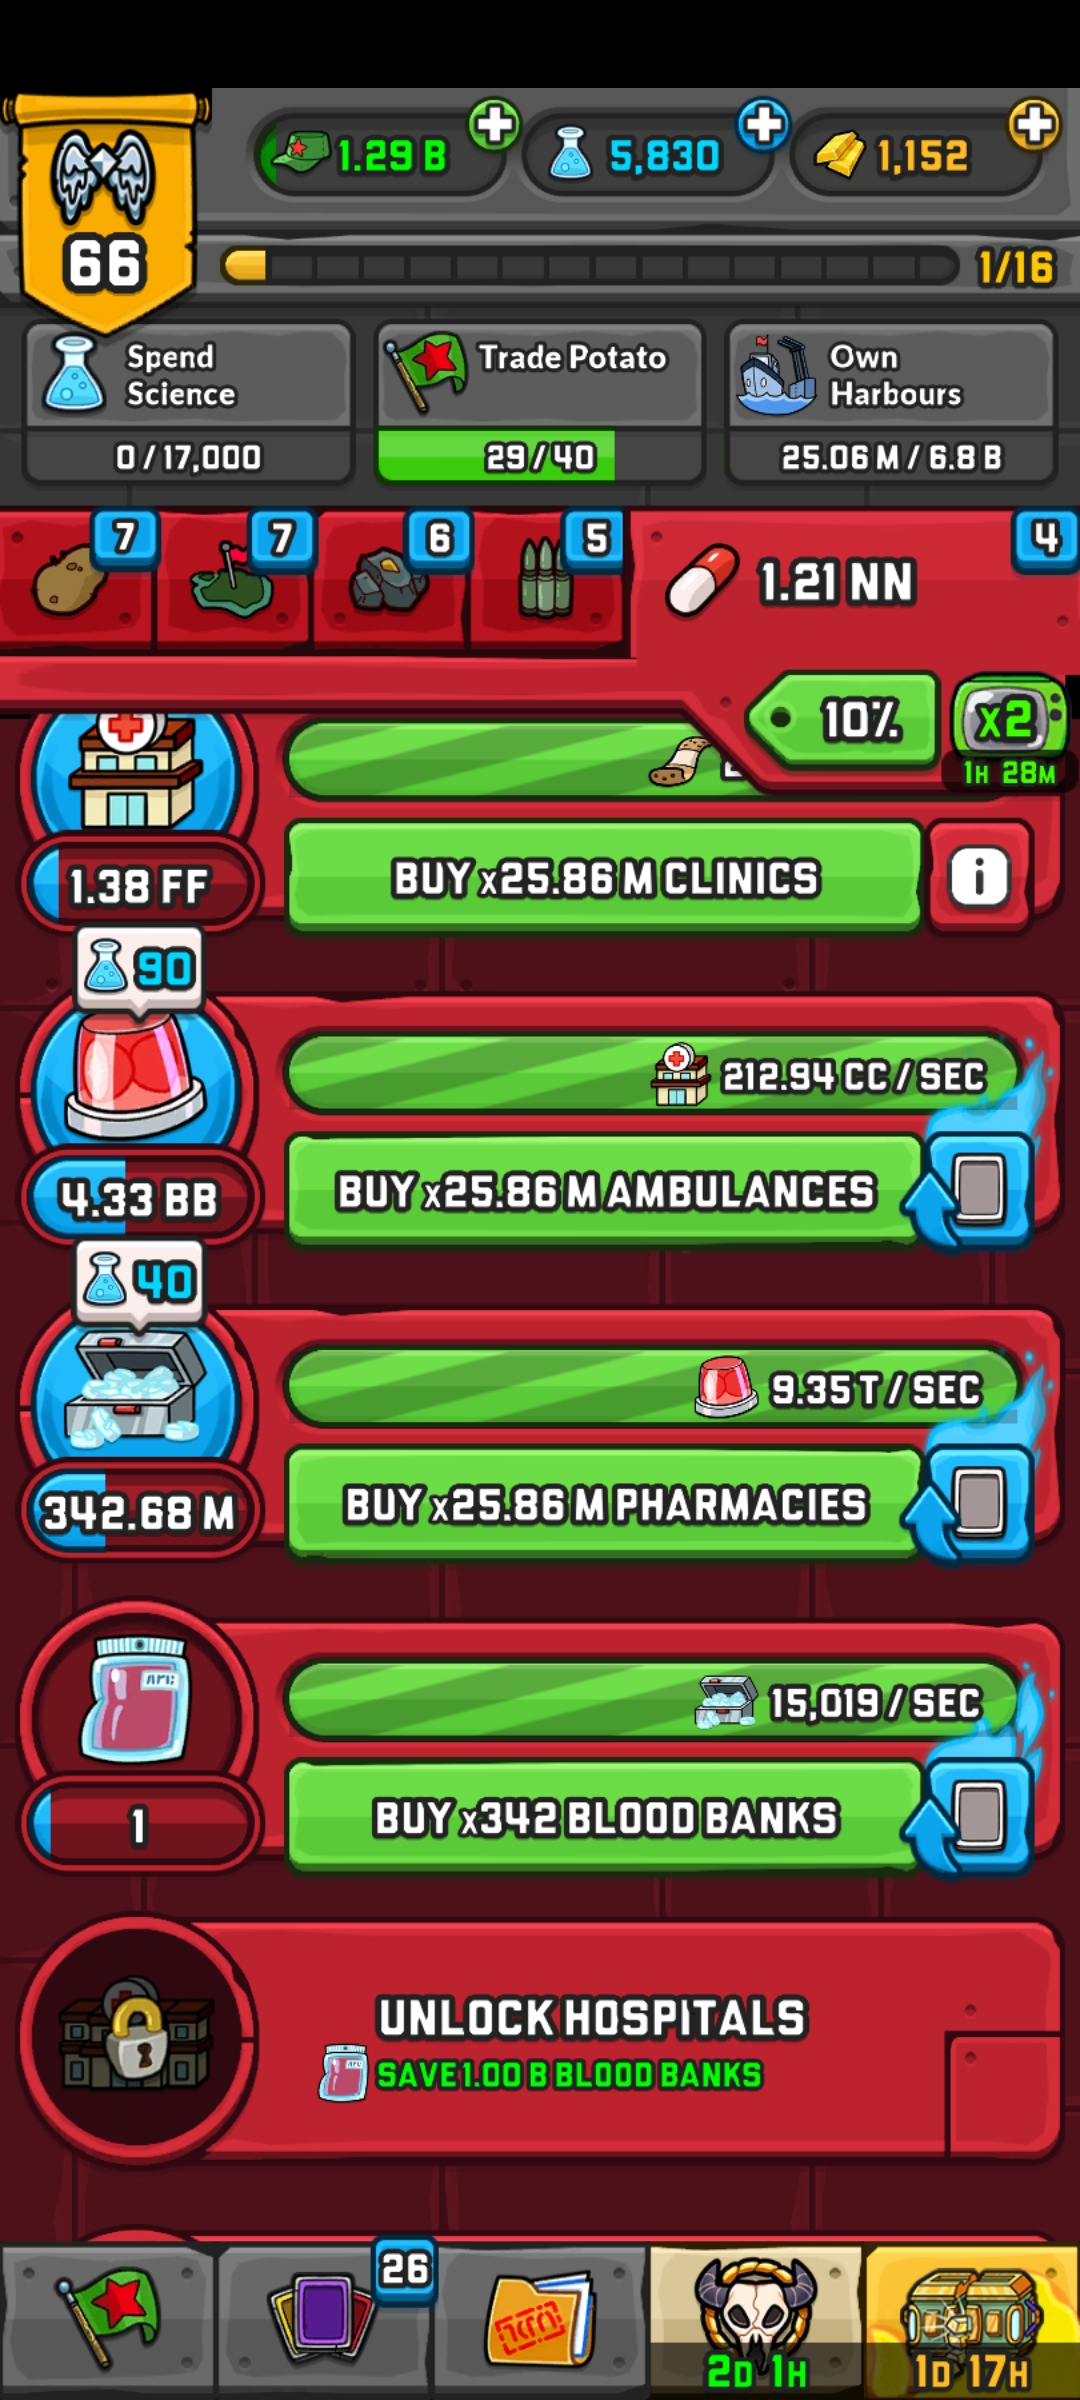 1.29 B
5,830
1,152
66
1/16
Spend
Science
0/17,000
Trade Potato
29/40
Own
Harbours
25.06 M / 6.8 B
7
7
6
5
1.21 NN
4
10%
x2
1H 28M
1.38 FF
BUY x25.86 M CLINICS
i
90
212.94 CC / SEC
4.33 BB
BUY x25.86 M AMBULANCES
40
9.35 T / SEC
342.68 M
BUY x25.86 M PHARMACIES
15,019 / SEC
1
BUY x342 BLOOD BANKS
UNLOCK HOSPITALS
SAVE 1.00 B BLOOD BANKS
26
2D 1H
1D 17H